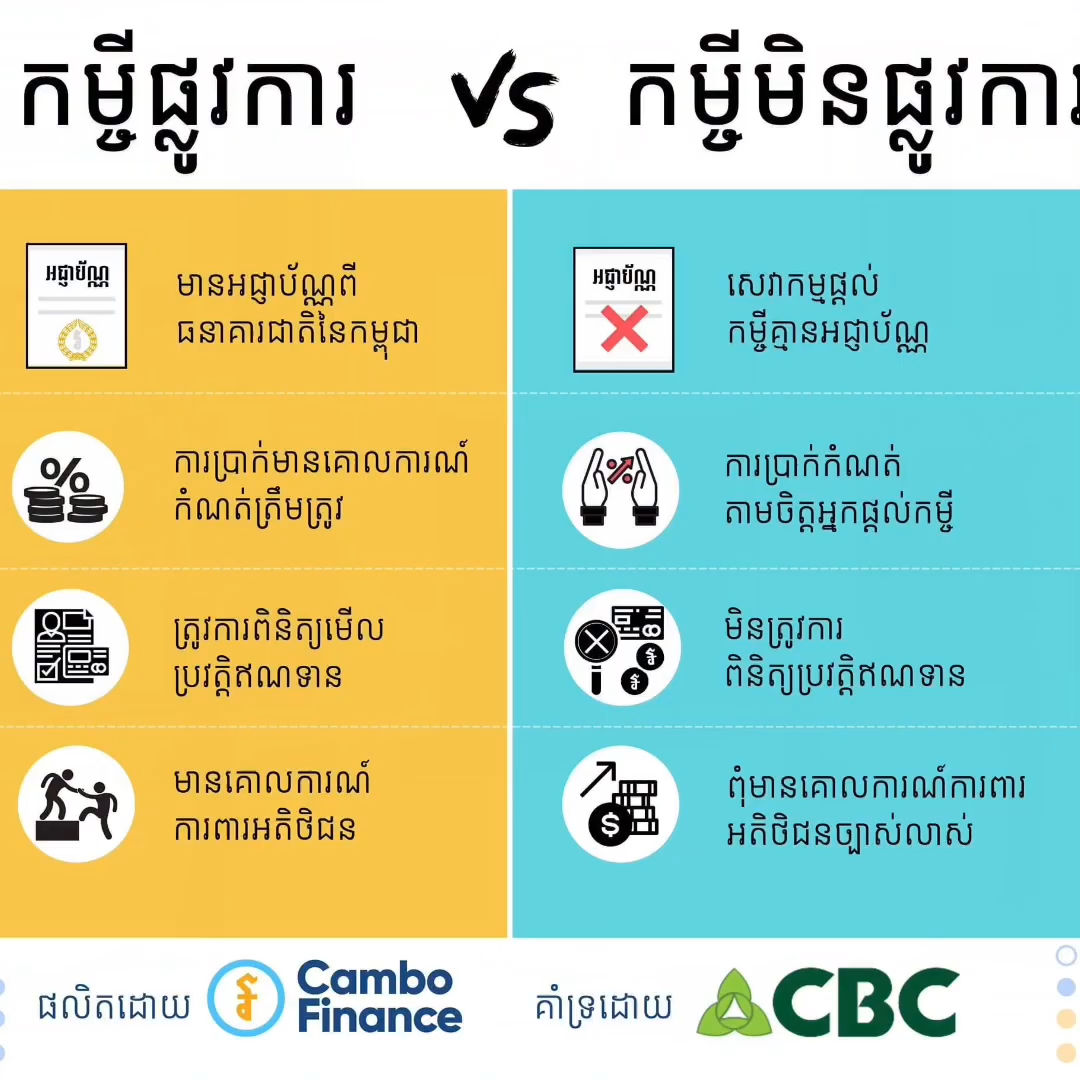 កម្ចីផ្លូវការ VS កម្ចីមិនផ្លូវការ
អជ្ញាប័ណ្ណ
មានអជ្ញាប័ណ្ណពី
ធនាគារជាតិនៃកម្ពុជា
អជ្ញាប័ណ្ណ
សេវាកម្មផ្តល់
កម្ចីគ្មានអជ្ញាប័ណ្ណ
%
ការប្រាក់មានគោលការណ៍
កំណត់ត្រឹមត្រូវ
%
ការប្រាក់កំណត់
តាមចិត្តអ្នកផ្តល់កម្ចី
ត្រូវការពិនិត្យមើល
ប្រវត្តិឥណទាន
មិនត្រូវការ
ពិនិត្យប្រវត្តិឥណទាន
មានគោលការណ៍
ការពារអតិថិជន
$
ពុំមានគោលការណ៍ការពារ
អតិថិជនច្បាស់លាស់
ផលិតដោយ
Cambo
Finance
គាំទ្រដោយ
CBC